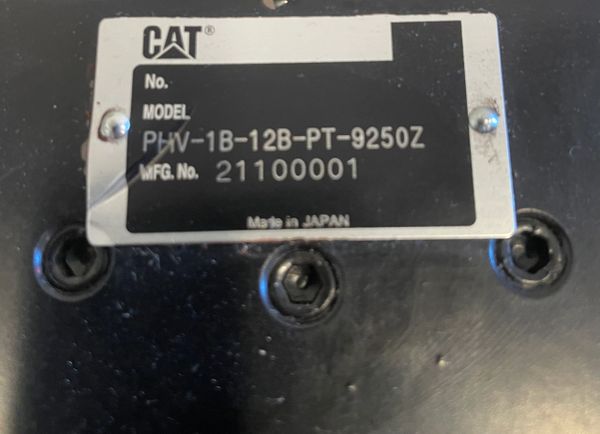 CAT®
No.
MODEL
PHV-1B-12B-PT-9250Z
MFG. No. 21100001
Made in JAPAN